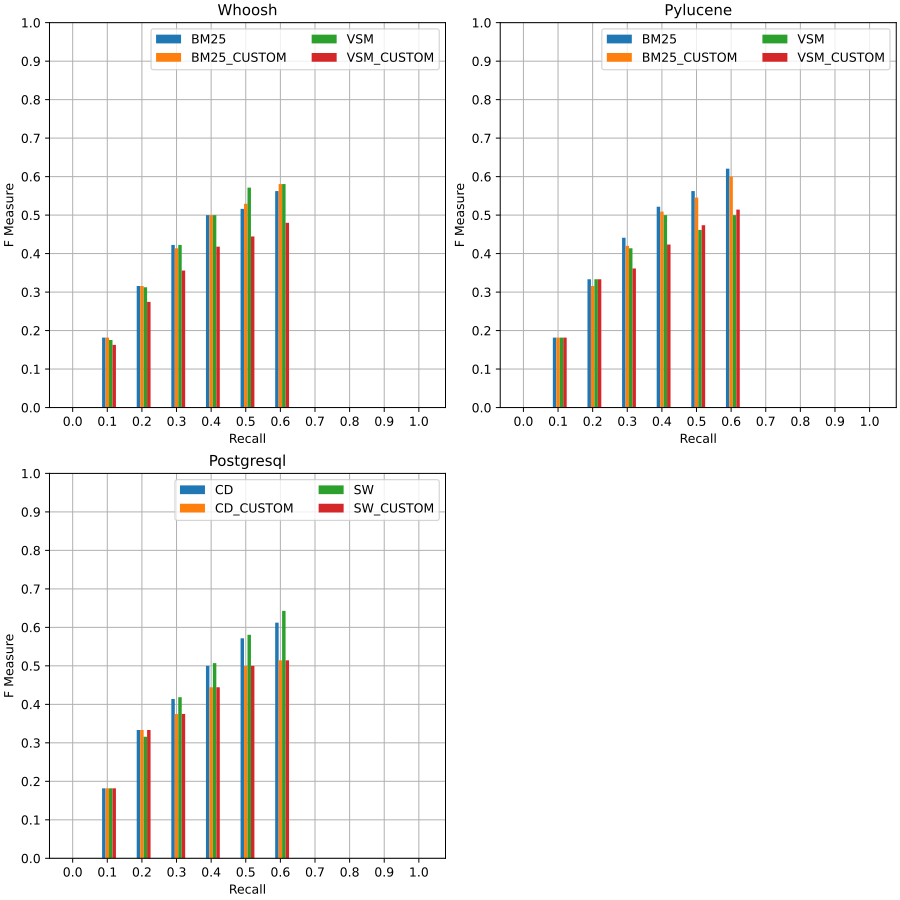 Whoosh
1.0
0.9
0.8
0.7
0.6
0.5
0.4
0.3
0.2
0.1
0.0
F Measure
BM25
BM25_CUSTOM
VSM
VSM_CUSTOM
0.0 0.1 0.2 0.3 0.4 0.5 0.6 0.7 0.8 0.9 1.0
Recall
Pylucene
1.0
0.9
0.8
0.7
0.6
0.5
0.4
0.3
0.2
0.1
0.0
F Measure
BM25
BM25_CUSTOM
VSM
VSM_CUSTOM
0.0 0.1 0.2 0.3 0.4 0.5 0.6 0.7 0.8 0.9 1.0
Recall
Postgresql
1.0
0.9
0.8
0.7
0.6
0.5
0.4
0.3
0.2
0.1
0.0
F Measure
CD
CD_CUSTOM
SW
SW_CUSTOM
0.0 0.1 0.2 0.3 0.4 0.5 0.6 0.7 0.8 0.9 1.0
Recall